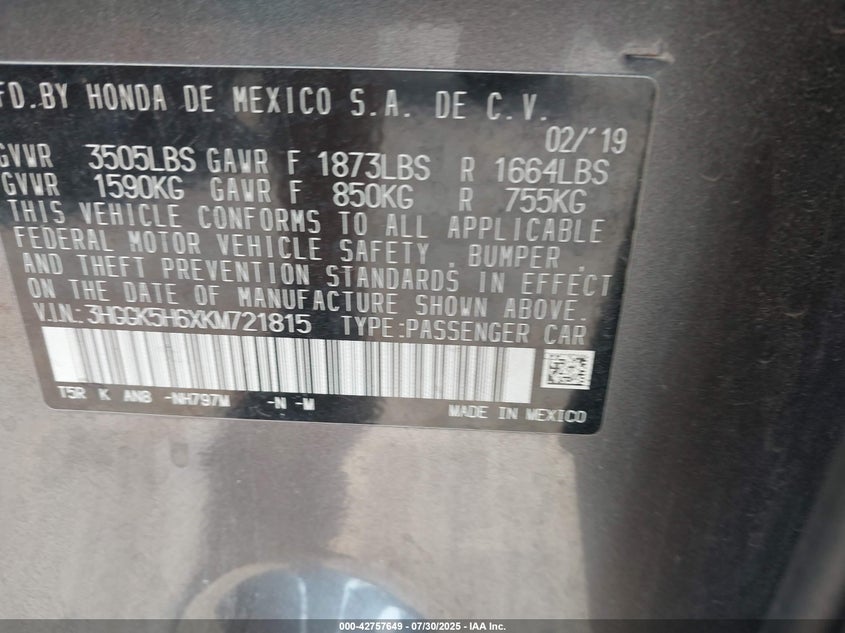 FD.BY HONDA DE MEXICO S.A. DE C.V.
02/'19
GVWR 3505LBS GAWR F 1873LBS R 1664LBS
GVWR 1590KG GAWR F 850KG R 755KG
THIS VEHICLE CONFORMS TO ALL APPLICABLE
FEDERAL MOTOR VEHICLE SAFETY , BUMPER ,
AND THEFT PREVENTION STANDARDS IN EFFECT
ON THE DATE OF MANUFACTURE SHOWN ABOVE.
V.I.N.: 3HGGK5H6XKM721815 TYPE:PASSENGER CAR
T5R K ANB -NH797M -N -M
MADE IN MEXICO
000-42757649 | 07/30/2025 - IAA Inc.